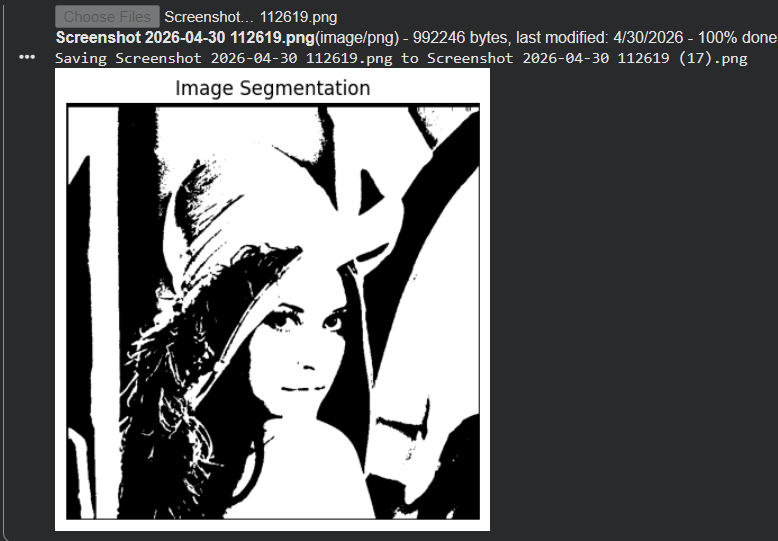 Choose Files Screenshot... 112619.png
Screenshot 2026-04-30 112619.png(image/png) - 992246 bytes, last modified: 4/30/2026 - 100% done
Saving Screenshot 2026-04-30 112619.png to Screenshot 2026-04-30 112619 (17).png
Image Segmentation